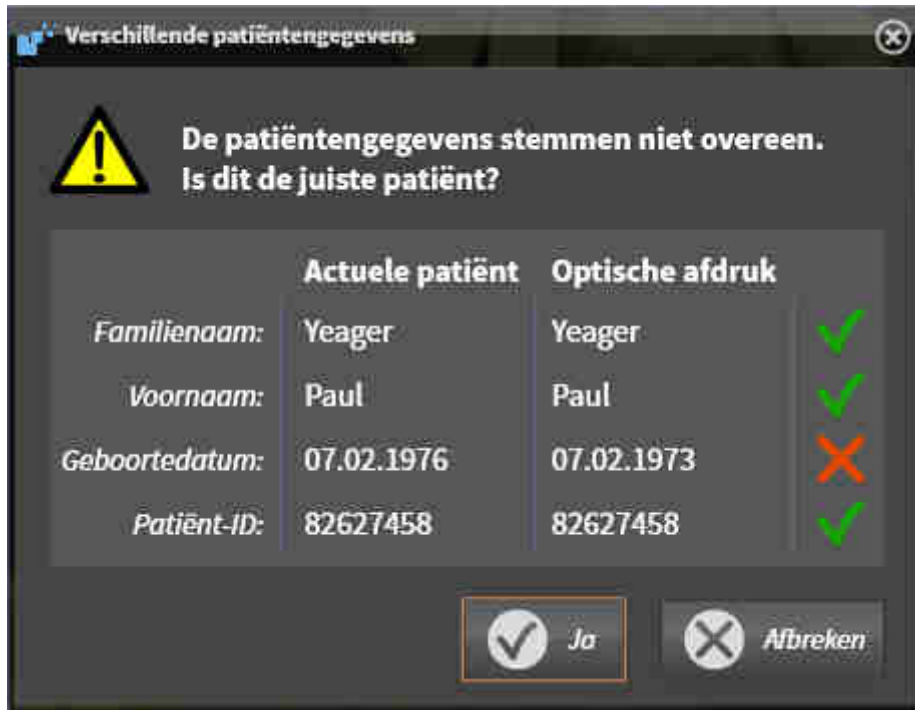 Verschillende patiëntengegevens
De patiëntengegevens stemmen niet overeen.
Is dit de juiste patiënt?
Actuele patiënt Optische afdruk
Familienaam: Yeager Yeager
Voornaam: Paul Paul
Geboortedatum: 07.02.1976 07.02.1973
Patiënt-ID: 82627458 82627458
Ja Afbreken